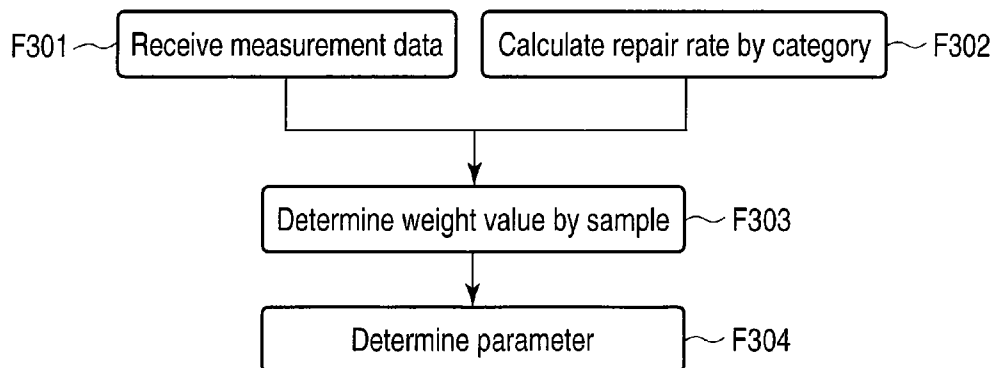 F301 Receive measurement data Calculate repair rate by category F302
Determine weight value by sample F303
Determine parameter F304